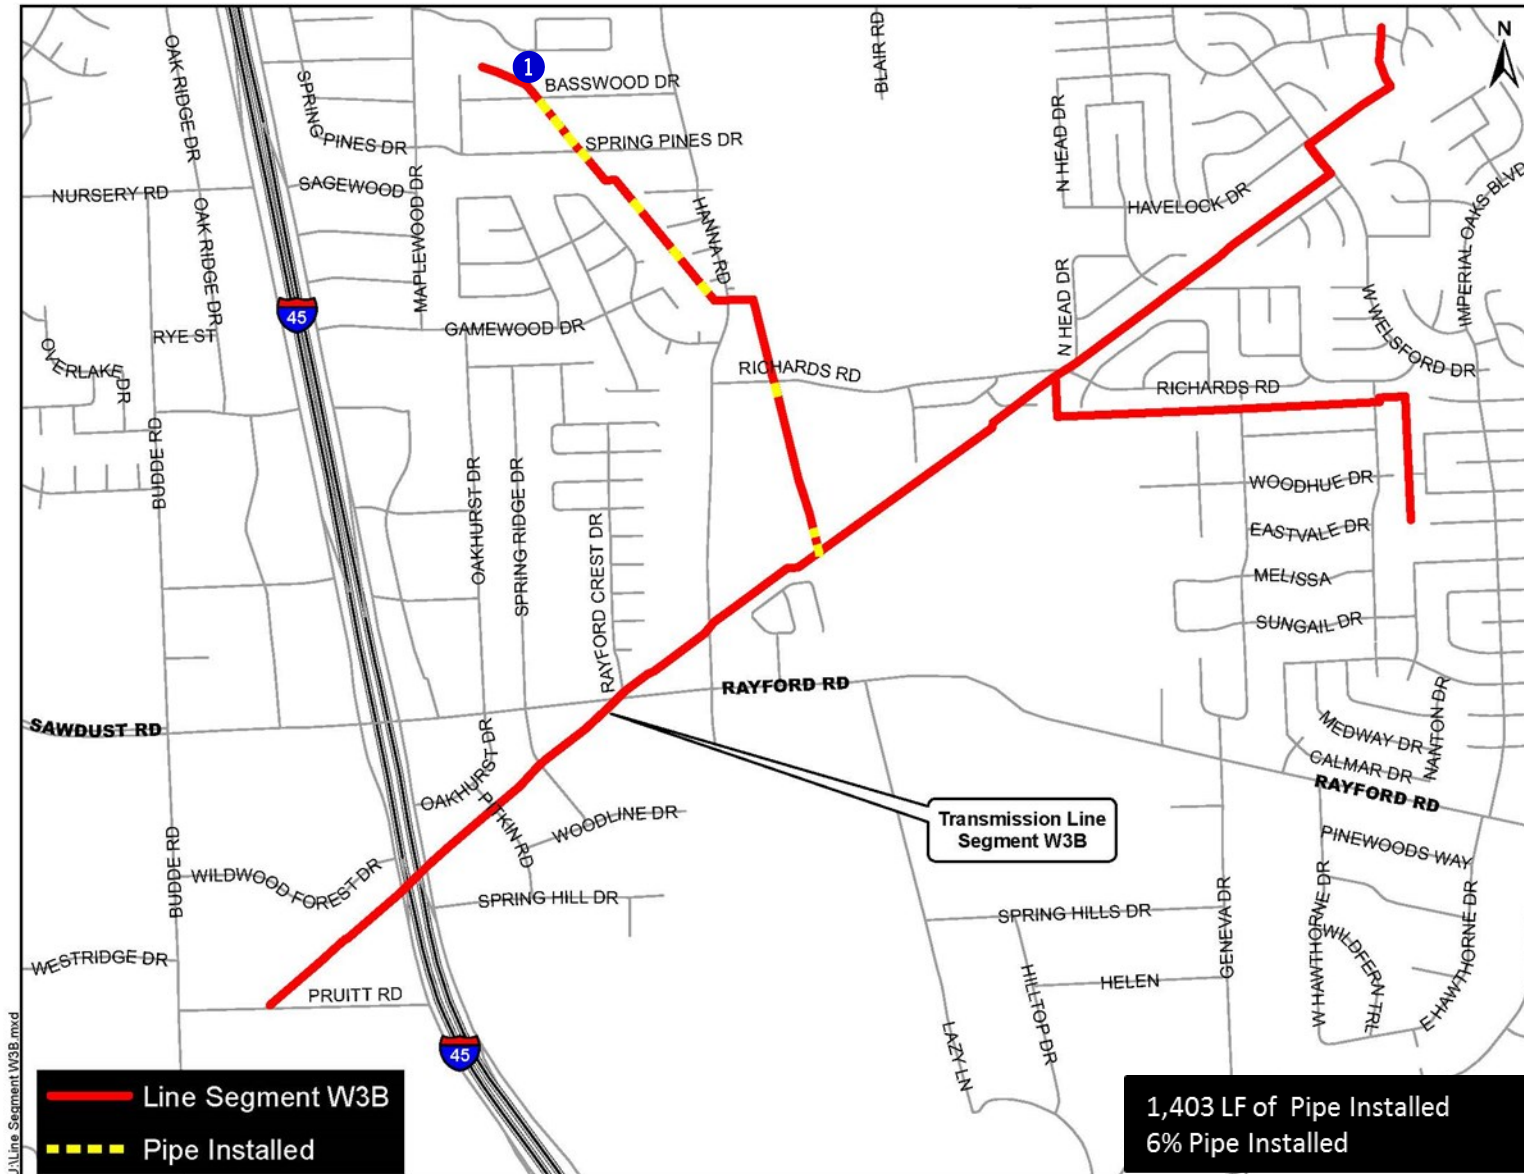 OAK RIDGE DR
SPRING PINES DR
1
BASSWOOD DR
SPRING PINES DR
BLAIR RD
N HEAD DR
N
NURSERY RD
SAGEWOOD
MAPLEWOOD DR
HANNA RD
HAVELOCK DR
IMPERIAL OAKS BLVD
OAK RIDGE DR
45
RYE ST
GAMEWOOD DR
N HEAD DR
W WELSFORD DR
OVERLAKE DR
RICHARDS RD
RICHARDS RD
BUDDE RD
OAKHURST DR
SPRING RIDGE DR
RAYFORD CREST DR
WOODHUE DR
EASTVALE DR
MELISSA
SUNGAIL DR
SAWDUST RD
RAYFORD RD
OAKHURST DR
PITKIN RD
WOODLINE DR
MEDWAY DR
NANTON DR
CALMAR DR
RAYFORD RD
Transmission Line
Segment W3B
PINEWOODS WAY
BUDDE RD
WILDWOOD FOREST DR
SPRING HILL DR
SPRING HILLS DR
GENEVA DR
W HAWTHORNE DR
WILDFERN TRL
E HAWTHORNE DR
WESTRIDGE DR
PRUITT RD
HILLTOP DR
HELEN
LAZY LN
45
Line Segment W3B
Pipe Installed
1,403 LF of Pipe Installed
6% Pipe Installed
J:\Line Segment W3B.mxd